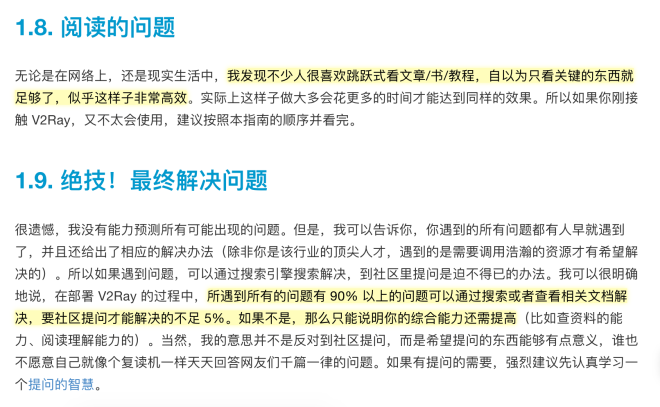 1.8. 阅读的问题
无论是在网络上，还是现实生活中，我发现不少人很喜欢跳跃式看文章/书/教程，自以为只看关键的东西就
足够了，似乎这样子非常高效。实际上这样子做大多会花更多的时间才能达到同样的效果。所以如果你刚接
触 V2Ray，又不太会使用，建议按照本指南的顺序并看完。
1.9. 绝技！最终解决问题
很遗憾，我没有能力预测所有可能出现的问题。但是，我可以告诉你，你遇到的所有问题都有人早就遇到
了，并且还给出了相应的解决办法（除非你是该行业的顶尖人才，遇到的是需要调用浩瀚的资源才有希望解
决的）。所以如果遇到问题，可以通过搜索引擎搜索解决，到社区里提问是迫不得已的办法。我可以很明确
地说，在部署 V2Ray 的过程中，所遇到所有的问题有 90% 以上的问题可以通过搜索或者查看相关文档解
决，要社区提问才能解决的不足 5%。如果不是，那么只能说明你的综合能力还需提高（比如查资料的能
力、阅读理解能力的）。当然，我的意思并不是反对到社区提问，而是希望提问的东西能够有点意义，谁也
不愿意自己就像个复读机一样天天回答网友们千篇一律的问题。如果有提问的需要，强烈建议先认真学习一
个提问的智慧。